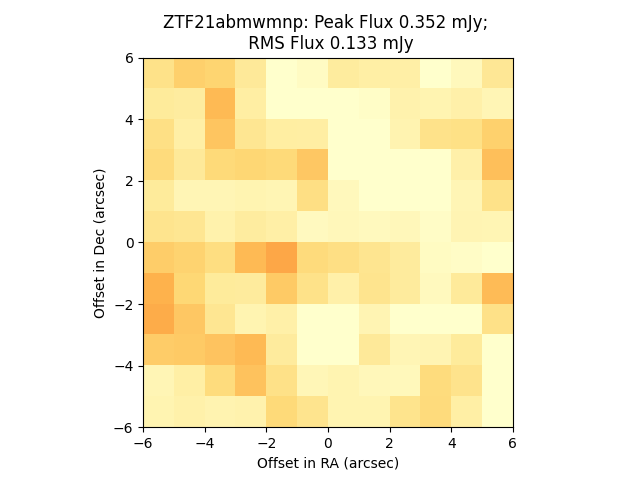 ZTF21abmwmnp: Peak Flux 0.352 mJy;
RMS Flux 0.133 mJy
6
4
2
0
−2
−4
−6
Offset in Dec (arcsec)
−6 −4 −2 0 2 4 6
Offset in RA (arcsec)